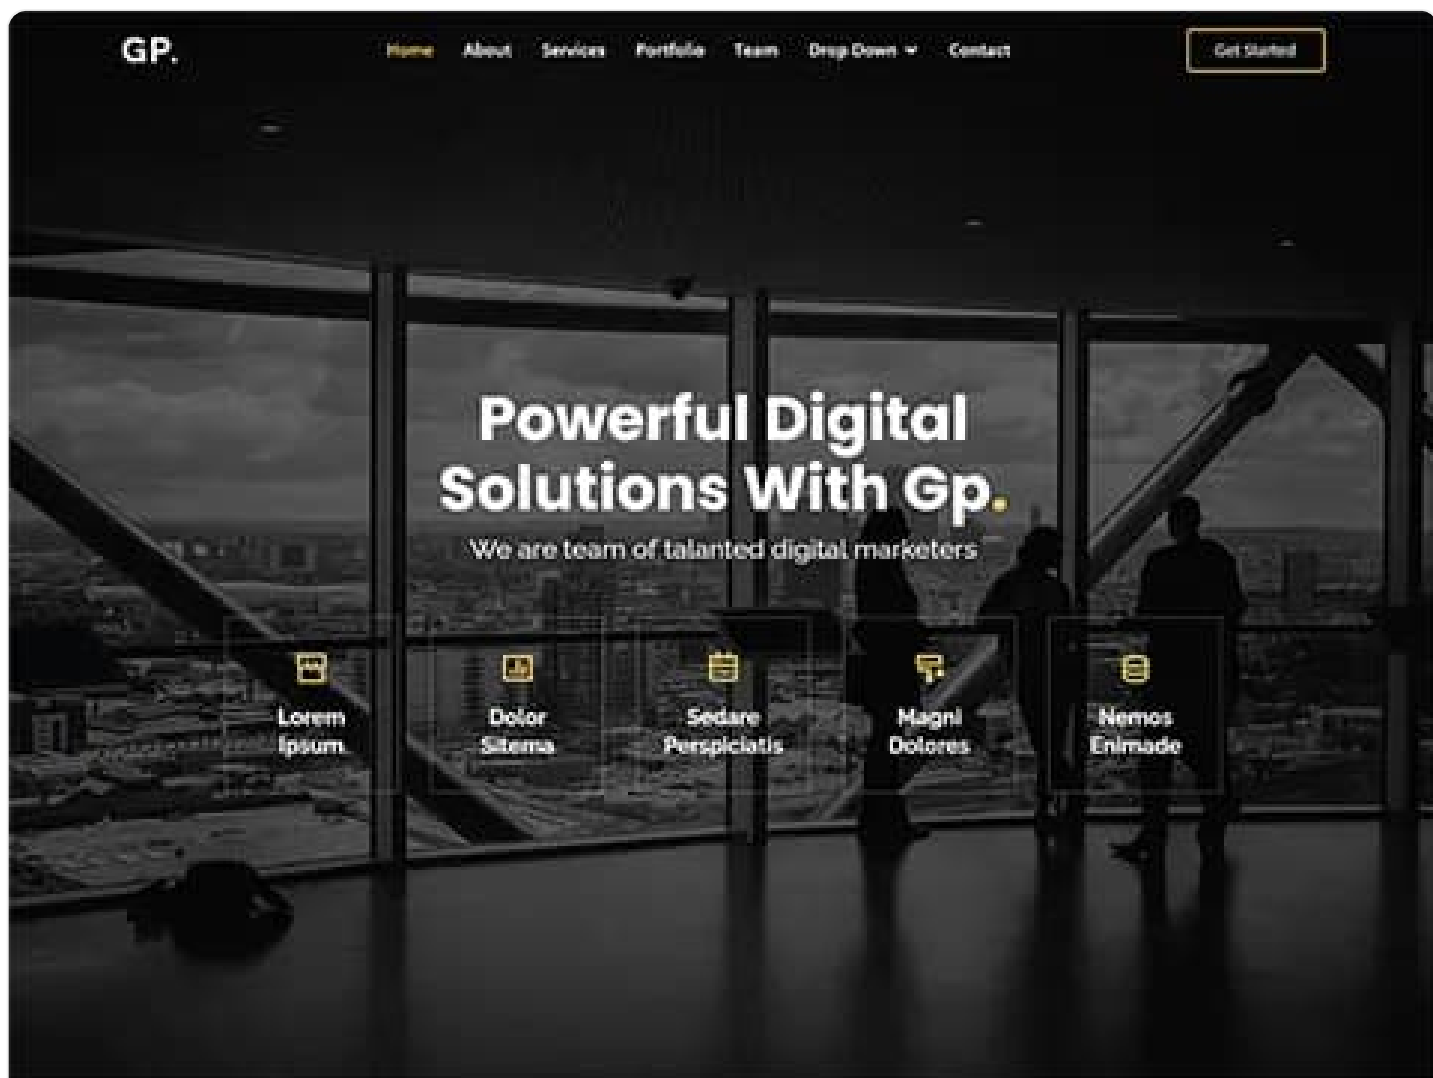 GP.
Home About Services Portfolio Team Drop Down Contact
Get Started
Powerful Digital
Solutions With Gp.
We are team of talanted digital marketers
Lorem
Ipsum
Dolor
Sitema
Sedare
Perspiciatis
Magni
Dolores
Nemos
Enimade